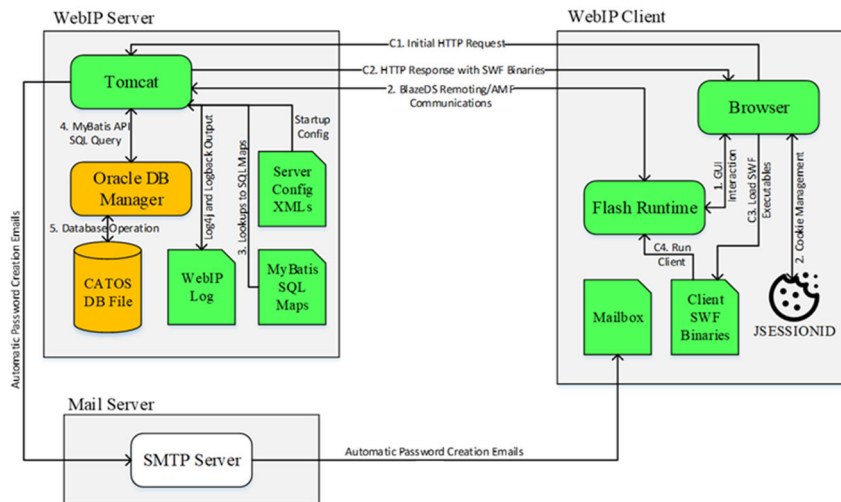 WebIP Server
WebIP Client
C1. Initial HTTP Request
Tomcat
C2. HTTP Response with SWF Binaries
2. BlazeDS Remoting/AMF
Communications
Browser
4. MyBatis API
SQL Query
Log4j and Logback Output
3. Lookups to SQL Maps
Startup
Config
Oracle DB
Manager
Server
Config
XMLs
1. GUI
Interaction
C3. Load SWF
Executables
2. Cookie Management
Flash Runtime
5. Database Operation
C4. Run
Client
CATOS
DB File
WebIP
Log
MyBatis
SQL
Maps
Mailbox
Client
SWF
Binaries
JSESSIONID
Automatic Password Creation Emails
Mail Server
SMTP Server
Automatic Password Creation Emails